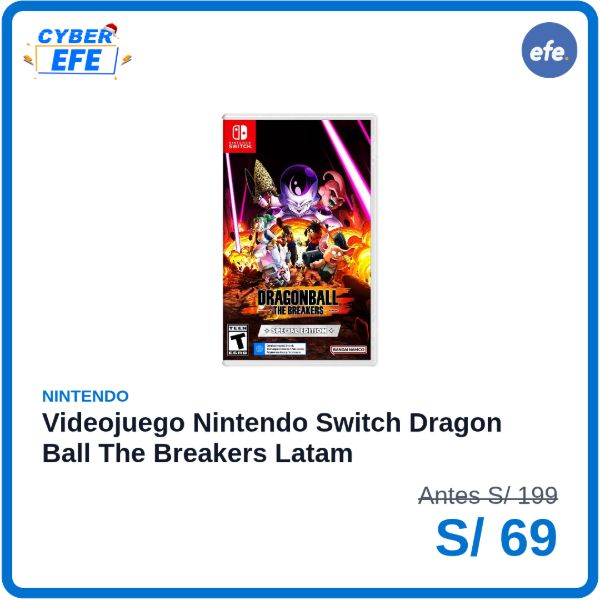 CYBER
EFE
efe.
NINTENDO
SWITCH
DRAGONBALL
THE BREAKERS
SPECIAL EDITION
TEEN
T
ESRB
BANDAI NAMCO
NINTENDO
Videojuego Nintendo Switch Dragon
Ball The Breakers Latam
Antes S/ 199
S/ 69